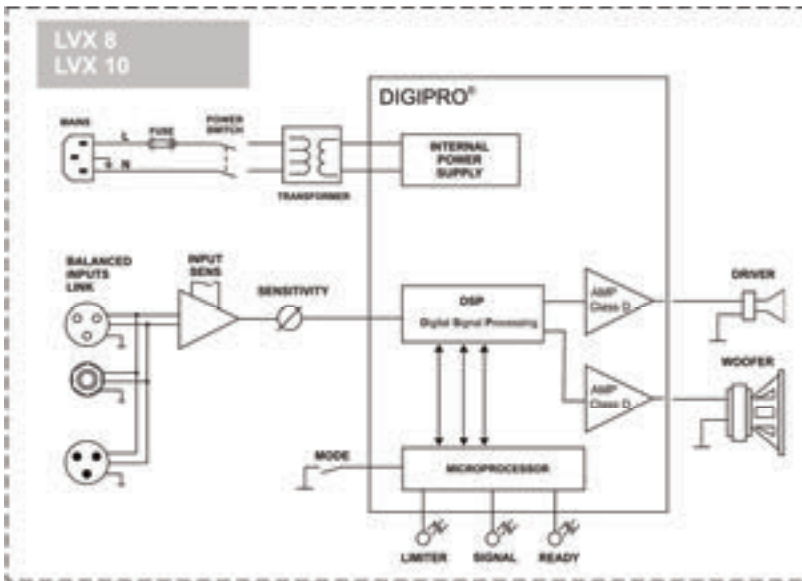 LVX 8
LVX 10
DIGIPRO®
MAINS
L
FUSE
POWER
SWITCH
N
TRANSFORMER
INTERNAL
POWER
SUPPLY
BALANCED
INPUTS
LINK
INPUT
SENS
SENSITIVITY
DSP
Digital Signal Processing
AMP
Class D
DRIVER
AMP
Class D
WOOFER
MODE
MICROPROCESSOR
LIMITER
SIGNAL
READY